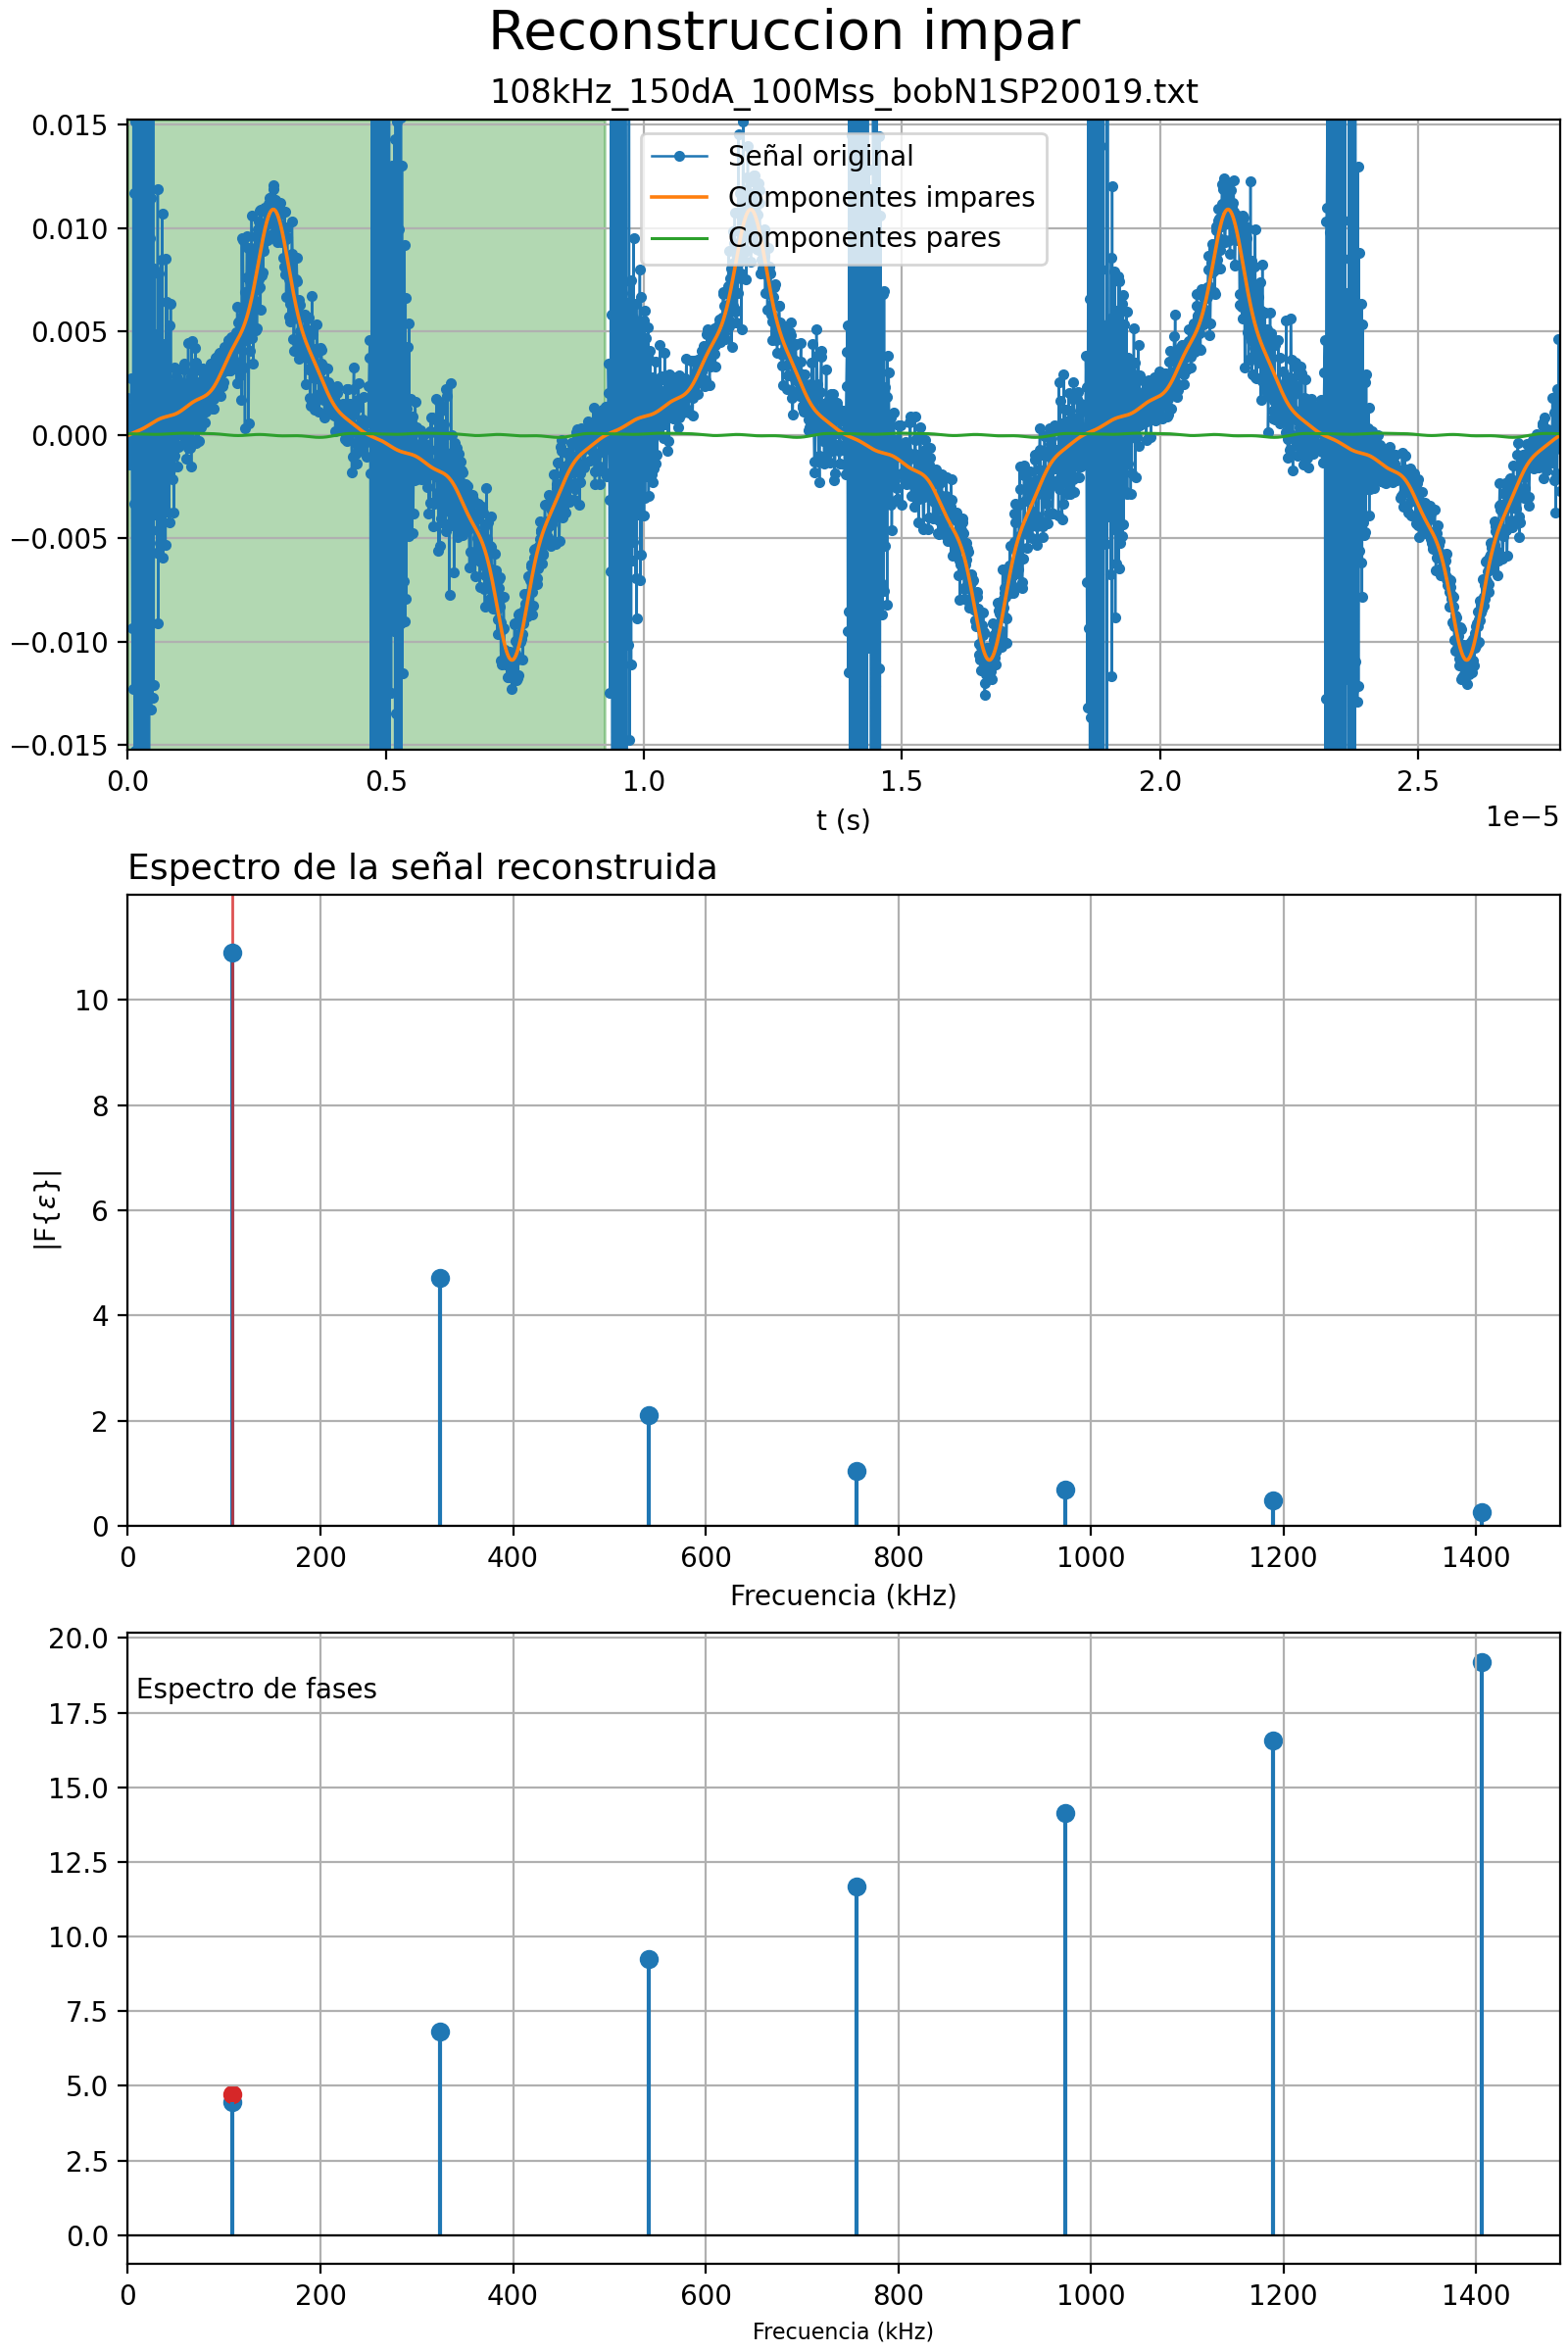 Reconstruccion impar
108kHz_150dA_100Mss_bobN1SP20019.txt
0.015
0.010
0.005
0.000
−0.005
−0.010
−0.015
Señal original
Componentes impares
Componentes pares
0.0 0.5 1.0 1.5 2.0 2.5
1e−5
t (s)
Espectro de la señal reconstruida
10
8
6
4
2
0
|F{ε}|
0 200 400 600 800 1000 1200 1400
Frecuencia (kHz)
20.0
17.5
15.0
12.5
10.0
7.5
5.0
2.5
0.0
Espectro de fases
0 200 400 600 800 1000 1200 1400
Frecuencia (kHz)